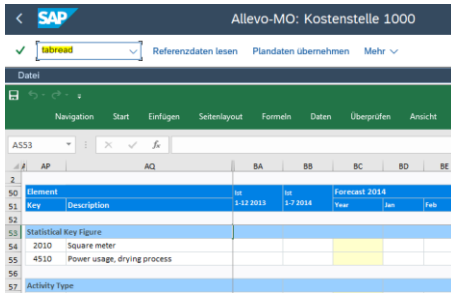 SAP Allevo-MO: Kostenstelle 1000
tabread Referenzdaten lesen Plandaten übernehmen Mehr
Datei
Navigation Start Einfügen Seitenlayout Formeln Daten Überprüfen Ansicht
AS53 fx
AP AQ BA BB BC BD BE
2
50 Element Ist Ist Forecast 2014
51 Key Description 1-12 2013 1-7 2014 Year Jan Feb
52
53 Statistical Key Figure
54 2010 Square meter
55 4510 Power usage, drying process
56
57 Activity Type